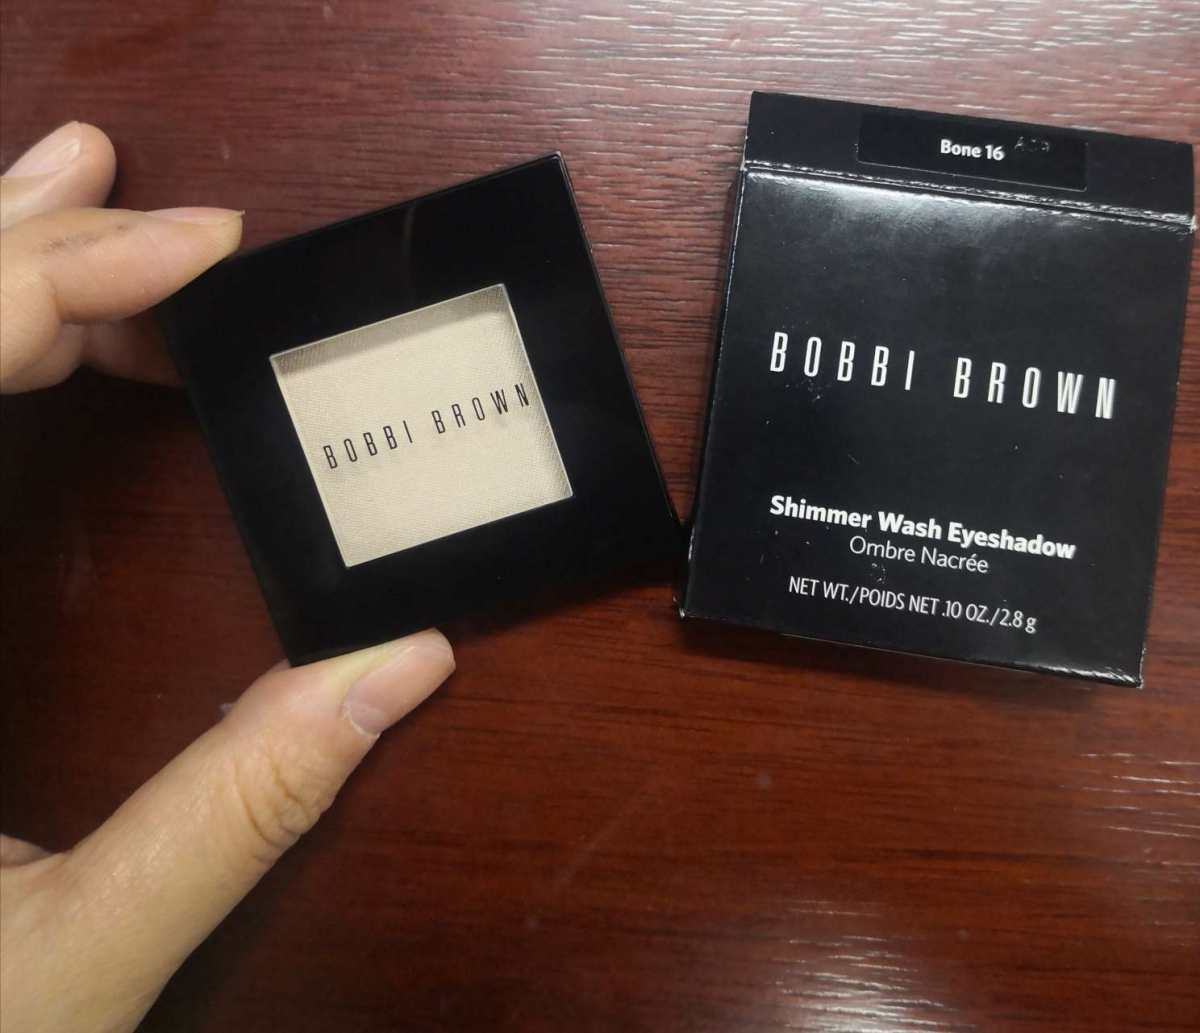 BOBBI BROWN
Bone 16
BOBBI BROWN
Shimmer Wash Eyeshadow
Ombre Nacrée
NET WT./POIDS NET .10 OZ./2.8 g